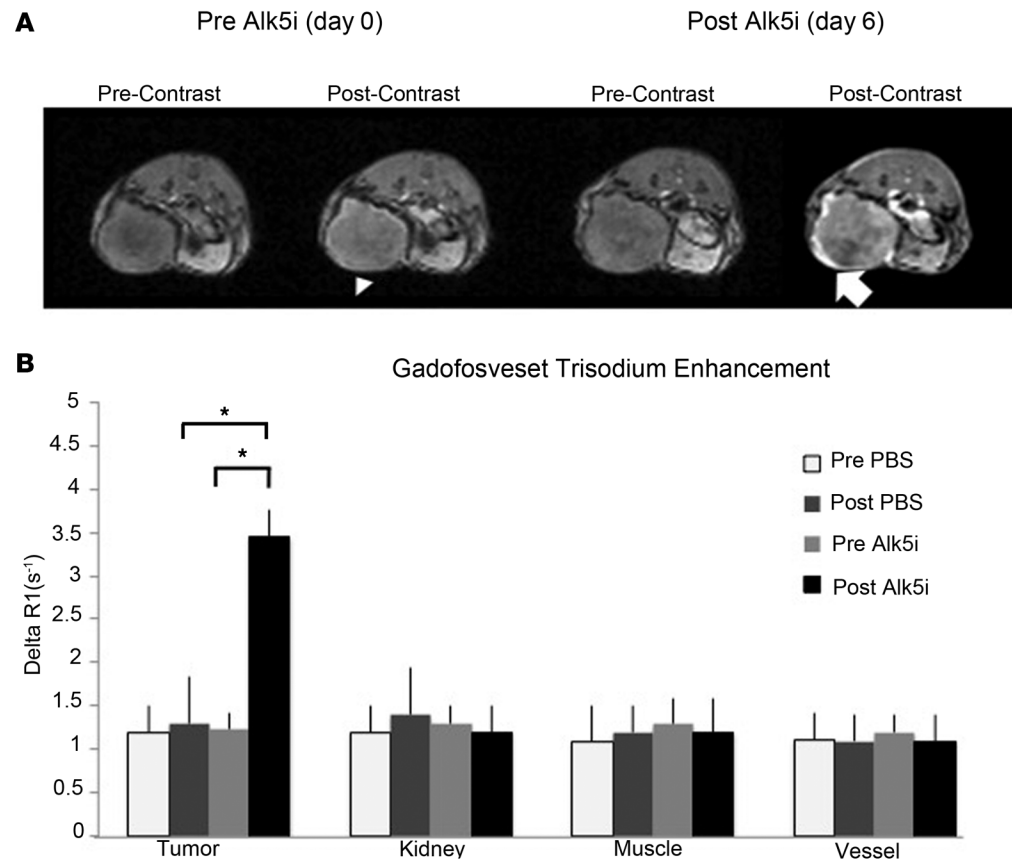 A
Pre Alk5i (day 0)
Post Alk5i (day 6)
Pre-Contrast
Post-Contrast
Pre-Contrast
Post-Contrast
B
Gadofosveset Trisodium Enhancement
Delta R1(s⁻¹)
5
4.5
4
3.5
3
2.5
2
1.5
1
0.5
0
*
*
Pre PBS
Post PBS
Pre Alk5i
Post Alk5i
Tumor
Kidney
Muscle
Vessel